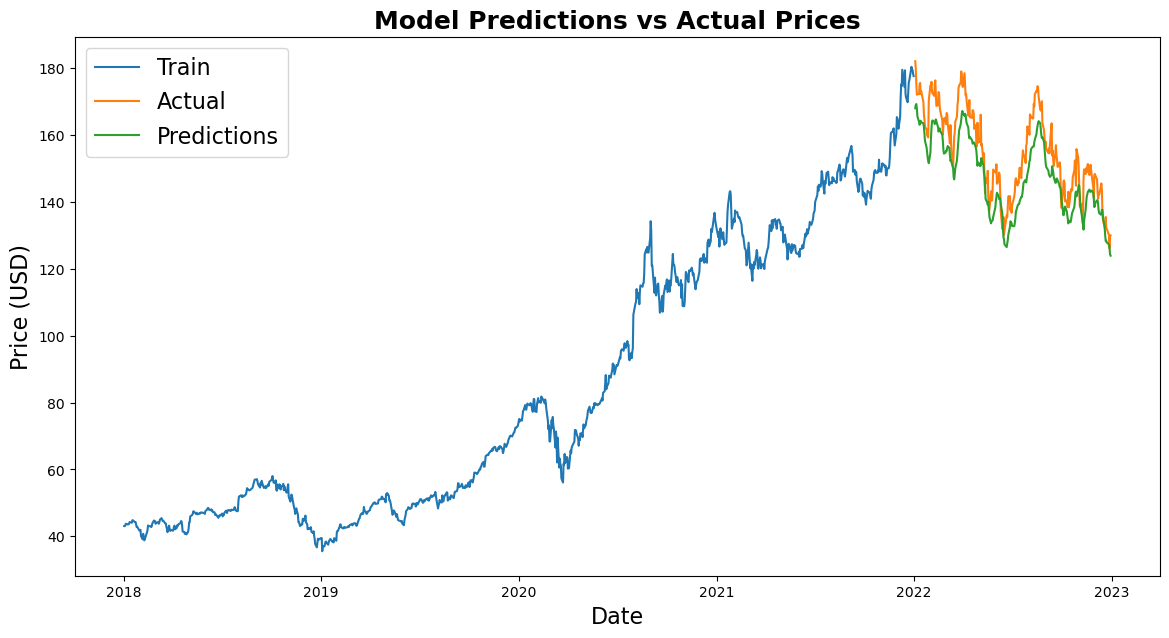 Model Predictions vs Actual Prices
Train
Actual
Predictions
Price (USD)
180
160
140
120
100
80
60
40
2018 2019 2020 2021 2022 2023
Date